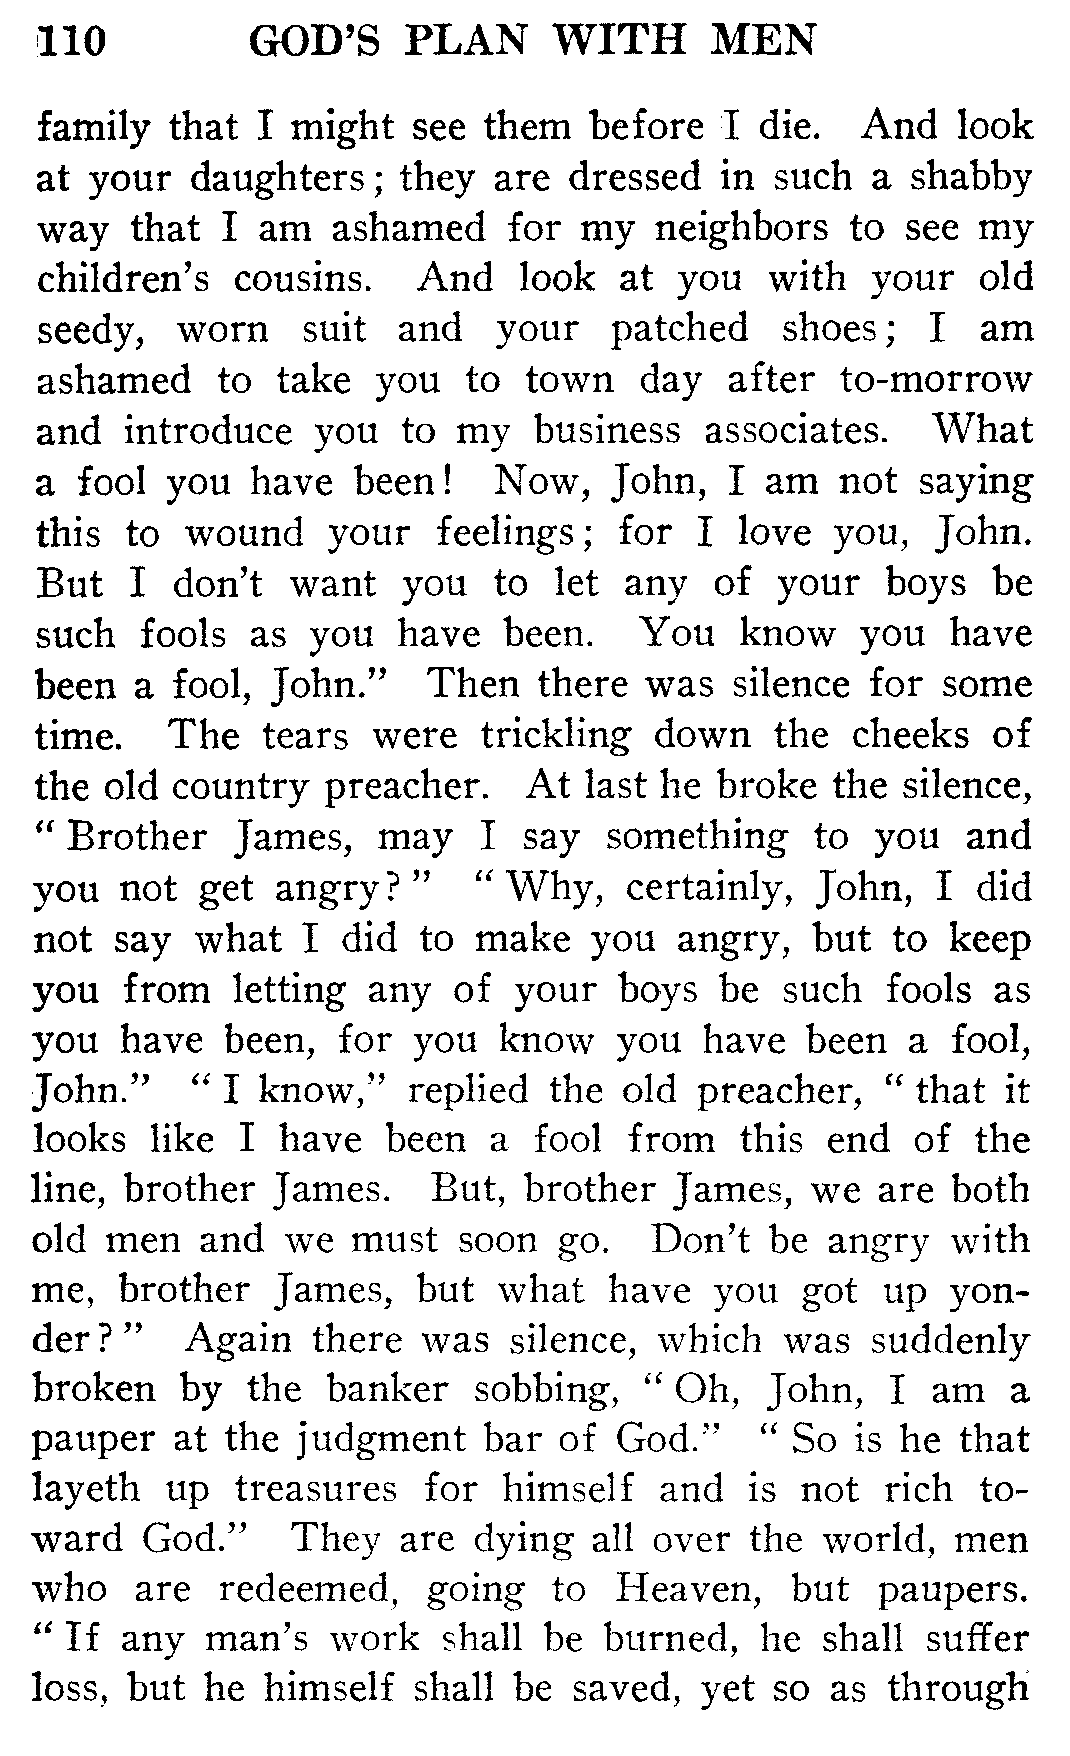 110 GOD'S PLAN WITH MEN
family that I might see them before I die. And look
at your daughters; they are dressed in such a shabby
way that I am ashamed for my neighbors to see my
children's cousins. And look at you with your old
seedy, worn suit and your patched shoes; I am
ashamed to take you to town day after to-morrow
and introduce you to my business associates. What
a fool you have been! Now, John, I am not saying
this to wound your feelings; for I love you, John.
But I don't want you to let any of your boys be
such fools as you have been. You know you have
been a fool, John." Then there was silence for some
time. The tears were trickling down the cheeks of
the old country preacher. At last he broke the silence,
"Brother James, may I say something to you and
you not get angry?" "Why, certainly, John, I did
not say what I did to make you angry, but to keep
you from letting any of your boys be such fools as
you have been, for you know you have been a fool,
John." "I know," replied the old preacher, "that it
looks like I have been a fool from this end of the
line, brother James. But, brother James, we are both
old men and we must soon go. Don't be angry with
me, brother James, but what have you got up yon-
der?" Again there was silence, which was suddenly
broken by the banker sobbing, "Oh, John, I am a
pauper at the judgment bar of God." "So is he that
layeth up treasures for himself and is not rich to-
ward God." They are dying all over the world, men
who are redeemed, going to Heaven, but paupers.
"If any man's work shall be burned, he shall suffer
loss, but he himself shall be saved, yet so as through